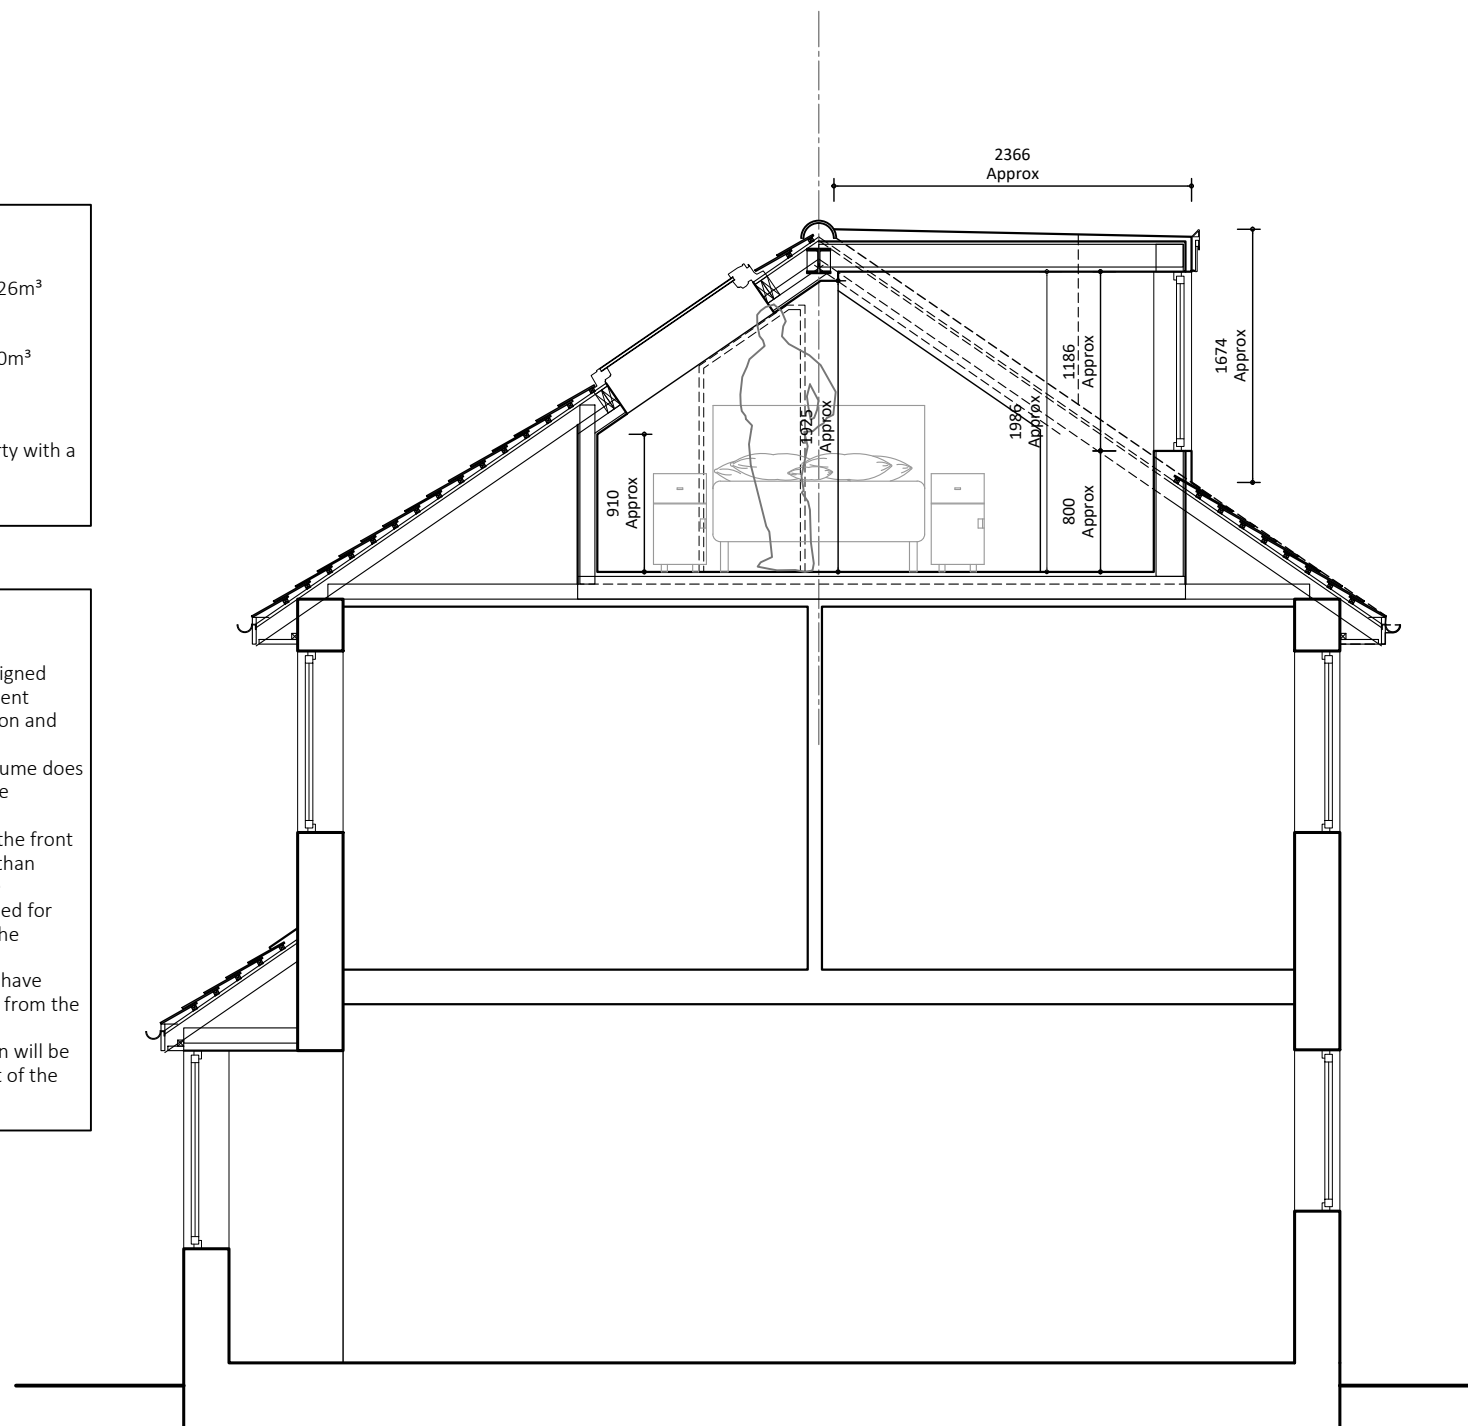 26m³
0m³
rty with a
igned
ent
on and
ume does
e
the front
than
ed for
he
have
from the
n will be
t of the
2366
Approx
1674
Approx
1186
Approx
1986
Approx
1925
Approx
910
Approx
800
Approx